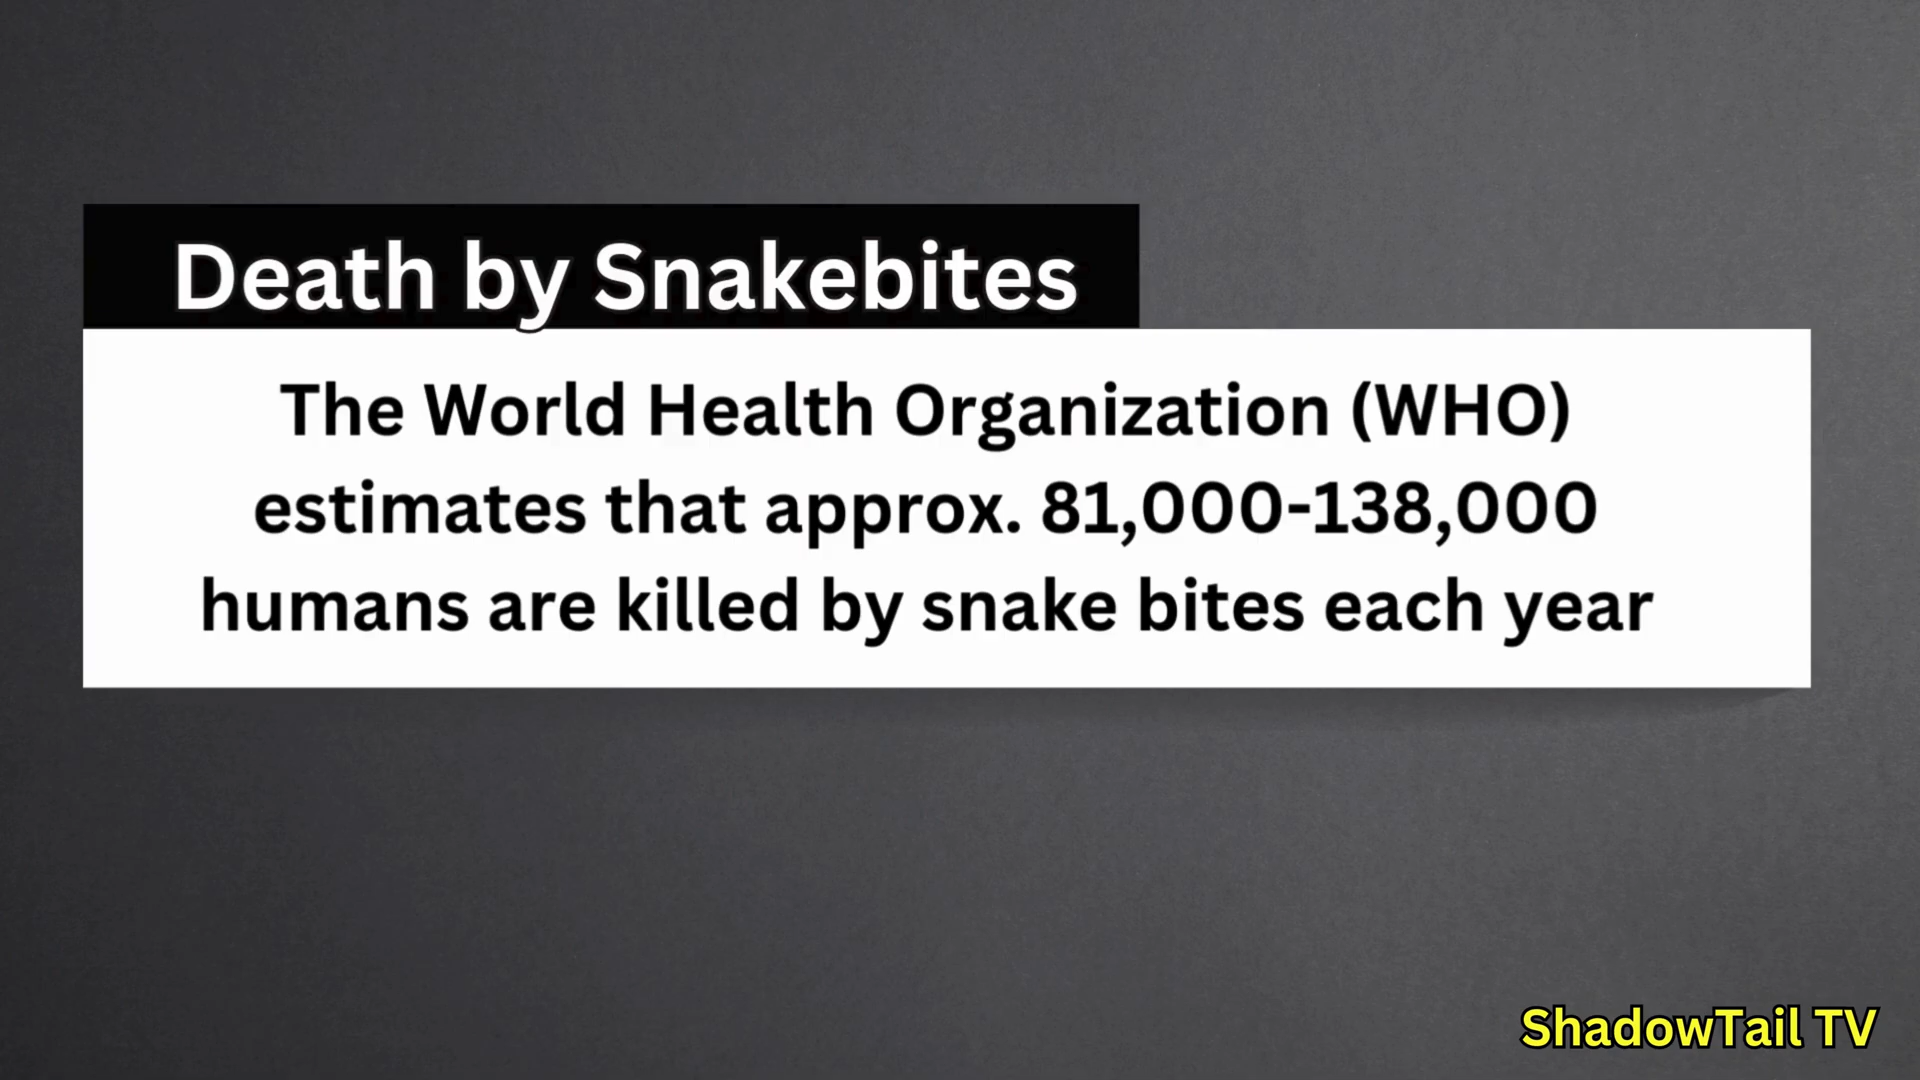 Death by Snakebites
The World Health Organization (WHO)
estimates that approx. 81,000-138,000
humans are killed by snake bites each year
ShadowTail TV